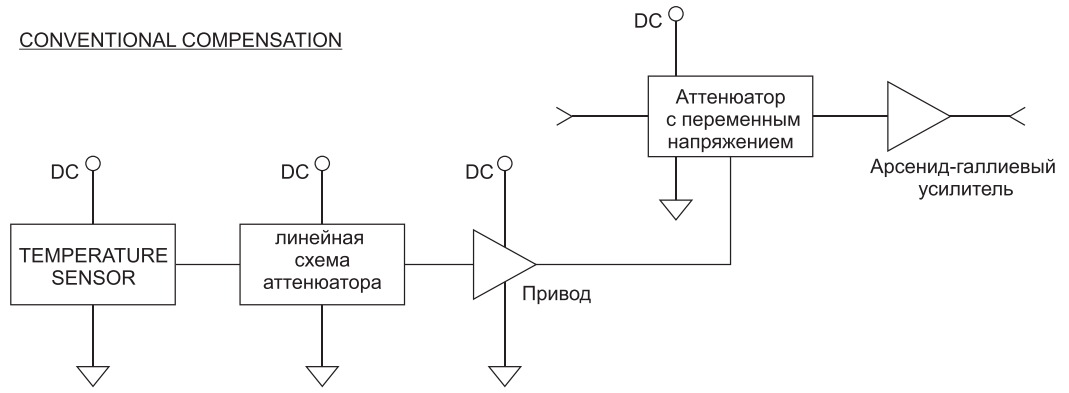 CONVENTIONAL COMPENSATION
DC
Аттенюатор
с переменным
напряжением
Арсенид-галлиевый
усилитель
DC
DC
DC
TEMPERATURE
SENSOR
линейная
схема
аттенюатора
Привод